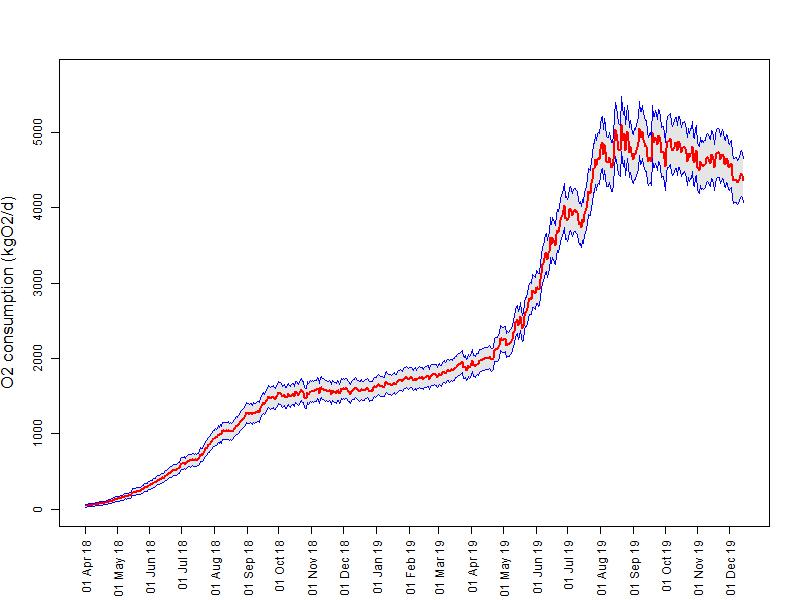 O2 consumption (kgO2/d)
5000
4000
3000
2000
1000
0
01 Apr 18
01 May 18
01 Jun 18
01 Jul 18
01 Aug 18
01 Sep 18
01 Oct 18
01 Nov 18
01 Dec 18
01 Jan 19
01 Feb 19
01 Mar 19
01 Apr 19
01 May 19
01 Jun 19
01 Jul 19
01 Aug 19
01 Sep 19
01 Oct 19
01 Nov 19
01 Dec 19